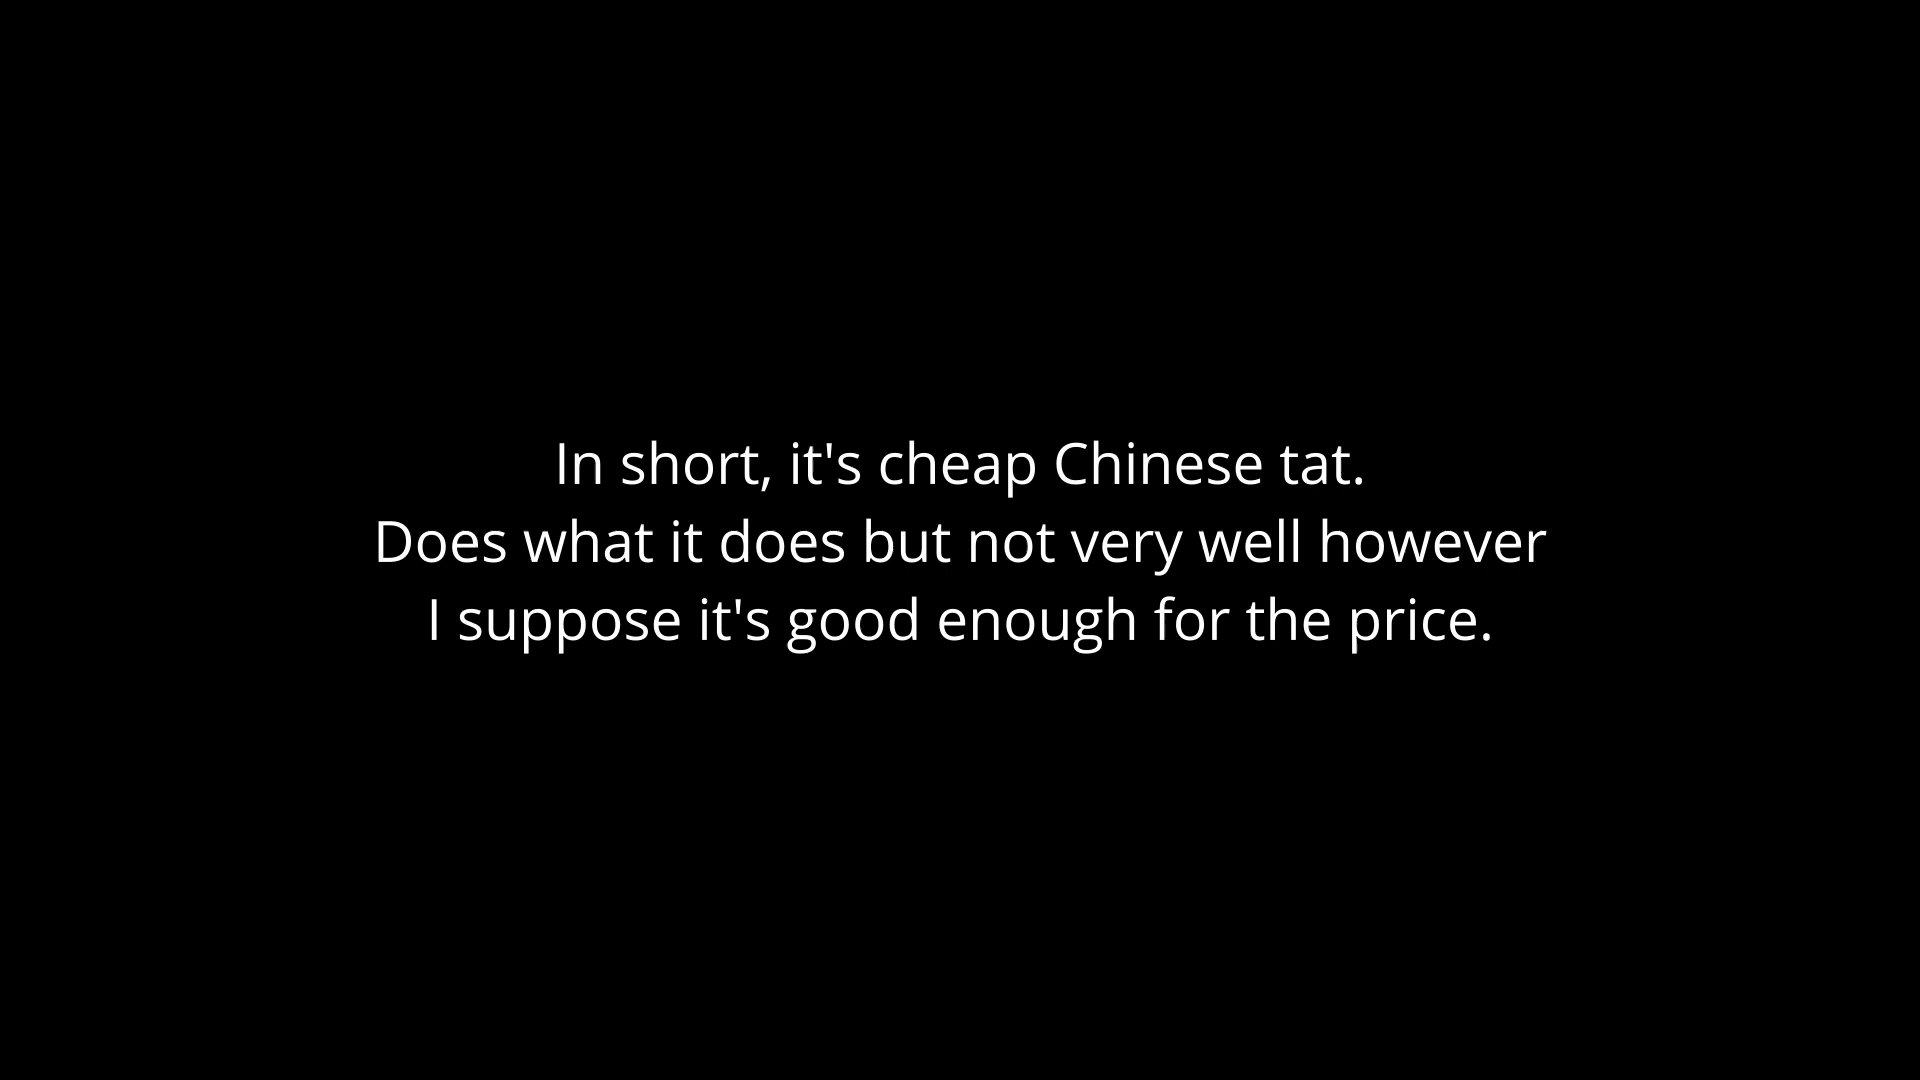 In short, it's cheap Chinese tat.
Does what it does but not very well however
I suppose it's good enough for the price.